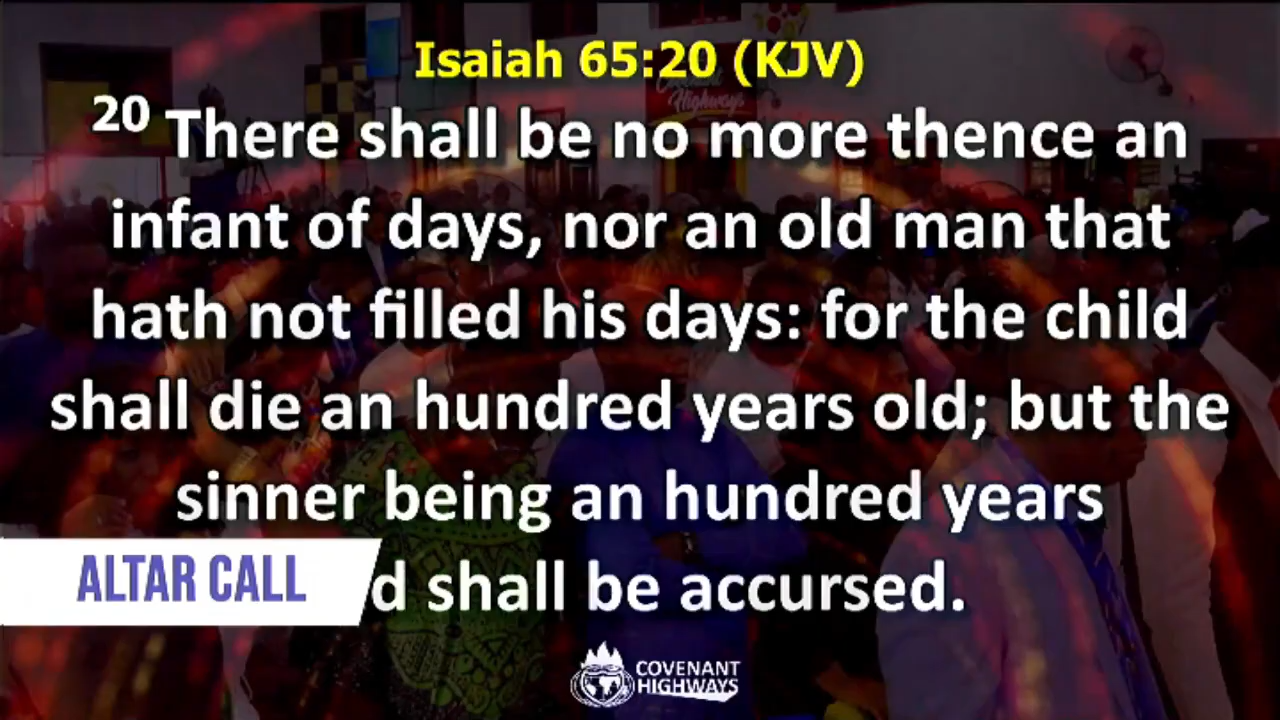 Isaiah 65:20 (KJV)
20 There shall be no more thence an
infant of days, nor an old man that
hath not filled his days: for the child
shall die an hundred years old; but the
sinner being an hundred years
d shall be accursed.
ALTAR CALL
COVENANT
HIGHWAYS